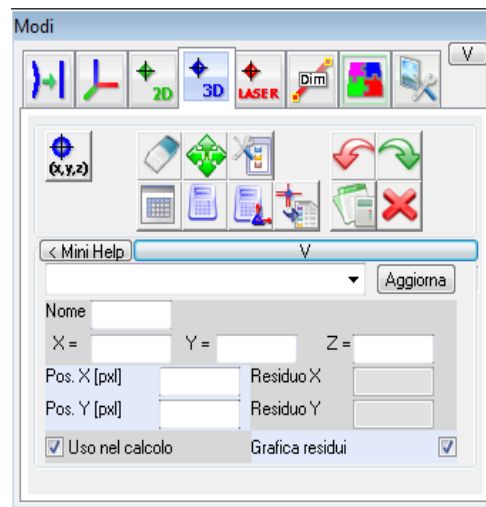 Modi
V
2D 3D LASER Dim
(x,y,z)
< Mini Help V
Aggiorna
Nome
X = Y = Z =
Pos. X [pxl] Residuo X
Pos. Y [pxl] Residuo Y
Uso nel calcolo Grafica residui